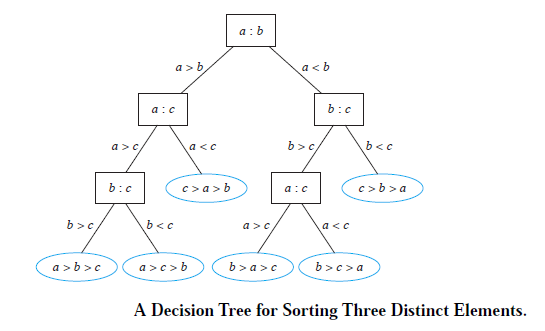 a : b
a > b
a < b
a : c
b : c
a > c
a < c
b > c
b < c
b : c
c > a > b
a : c
c > b > a
b > c
b < c
a > c
a < c
a > b > c
a > c > b
b > a > c
b > c > a
A Decision Tree for Sorting Three Distinct Elements.